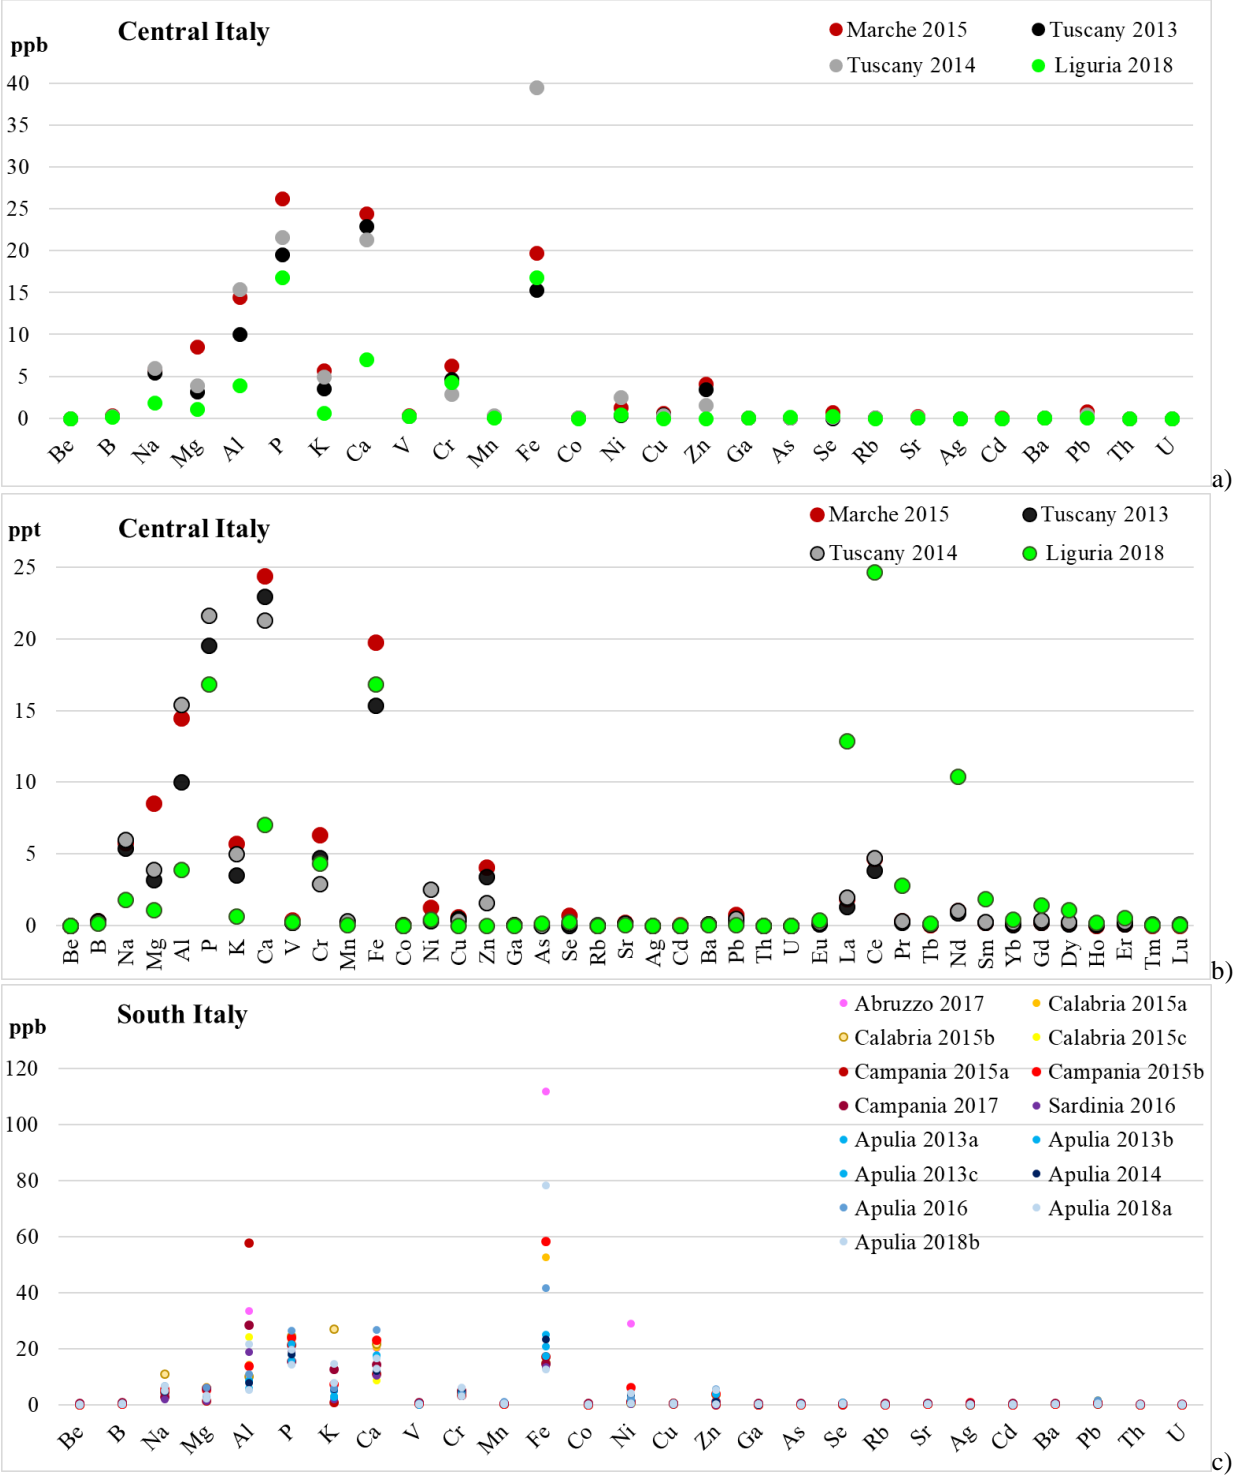 Central Italy
ppb
Marche 2015 Tuscany 2013
Tuscany 2014 Liguria 2018
40
35
30
25
20
15
10
5
0
Be B Na Mg Al P K Ca V Cr Mn Fe Co Ni Cu Zn Ga As Se Rb Sr Ag Cd Ba Pb Th U
a)
Central Italy
ppt
Marche 2015 Tuscany 2013
Tuscany 2014 Liguria 2018
25
20
15
10
5
0
Be B Na Mg Al P K Ca V Cr Mn Fe Co Ni Cu Zn Ga As Se Rb Sr Ag Cd Ba Pb Th U Eu La Ce Pr Tb Nd Sm Yb Gd Dy Ho Er Tm Lu
b)
South Italy
ppb
Abruzzo 2017 Calabria 2015a
Calabria 2015b Calabria 2015c
Campania 2015a Campania 2015b
Campania 2017 Sardinia 2016
Apulia 2013a Apulia 2013b
Apulia 2013c Apulia 2014
Apulia 2016 Apulia 2018a
Apulia 2018b
120
100
80
60
40
20
0
Be B Na Mg Al P K Ca V Cr Mn Fe Co Ni Cu Zn Ga As Se Rb Sr Ag Cd Ba Pb Th U
c)